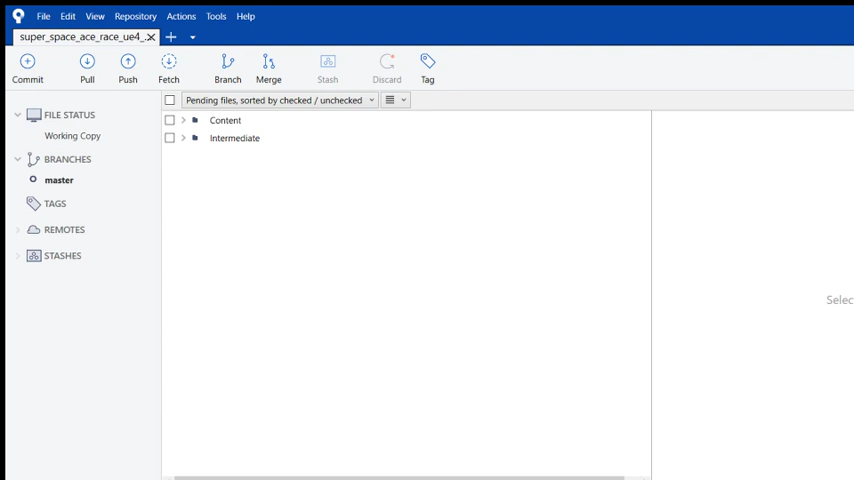 File Edit View Repository Actions Tools Help
super_space_ace_race_ue4_...
Commit Pull Push Fetch Branch Merge Stash Discard Tag
Pending files, sorted by checked / unchecked
FILE STATUS
Working Copy
BRANCHES
master
TAGS
REMOTES
STASHES
Content
Intermediate
Selec